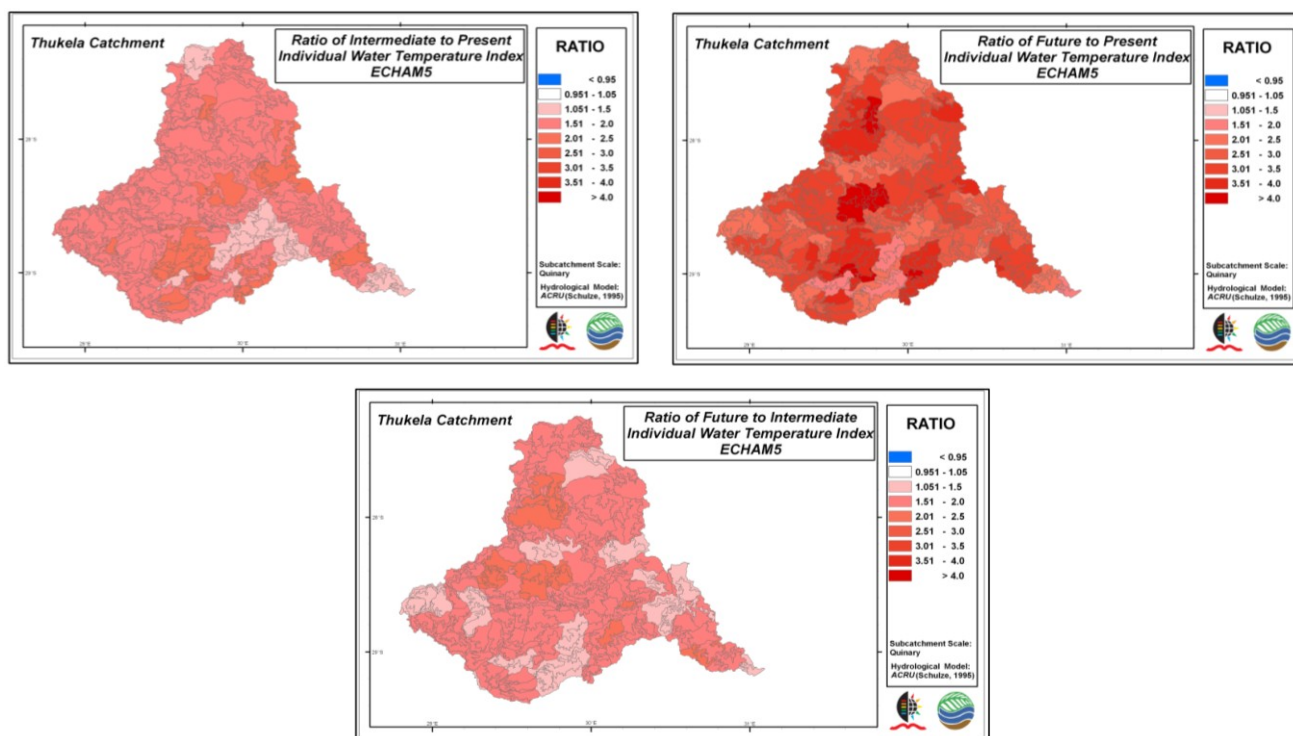 Thukela Catchment
Ratio of Intermediate to Present
Individual Water Temperature Index
ECHAM5
RATIO
< 0.95
0.951 - 1.05
1.051 - 1.5
1.51 - 2.0
2.01 - 2.5
2.51 - 3.0
3.01 - 3.5
3.51 - 4.0
> 4.0
Subcatchment Scale:
Quinary
Hydrological Model:
ACRU (Schulze, 1995)
Thukela Catchment
Ratio of Future to Present
Individual Water Temperature Index
ECHAM5
RATIO
< 0.95
0.951 - 1.05
1.051 - 1.5
1.51 - 2.0
2.01 - 2.5
2.51 - 3.0
3.01 - 3.5
3.51 - 4.0
> 4.0
Subcatchment Scale:
Quinary
Hydrological Model:
ACRU (Schulze, 1995)
Thukela Catchment
Ratio of Future to Intermediate
Individual Water Temperature Index
ECHAM5
RATIO
< 0.95
0.951 - 1.05
1.051 - 1.5
1.51 - 2.0
2.01 - 2.5
2.51 - 3.0
3.01 - 3.5
3.51 - 4.0
> 4.0
Subcatchment Scale:
Quinary
Hydrological Model:
ACRU (Schulze, 1995)